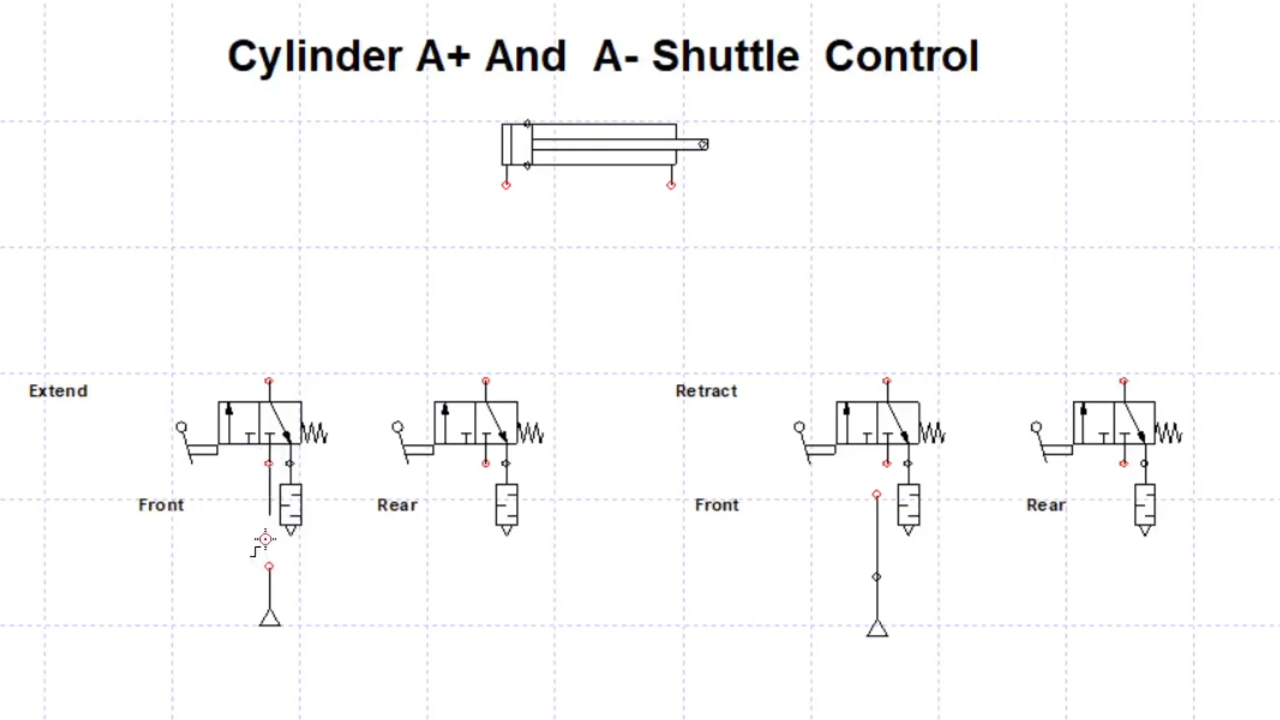 Cylinder A+ And  A- Shuttle  Control
Extend
Retract
Front
Rear
Front
Rear